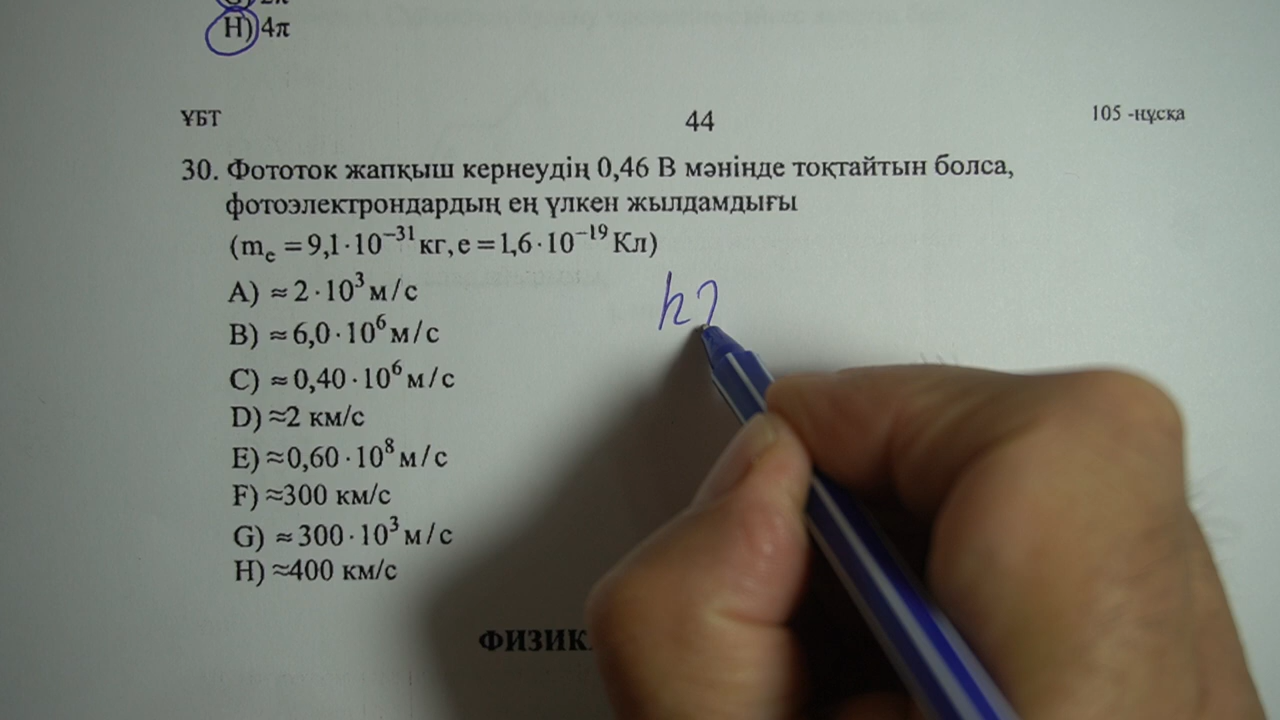 H) 4π
ҰБТ 44 105 -нұсқа
30. Фототок жапқыш кернеудің 0,46 В мәнінде тоқтайтын болса,
фотоэлектрондардың ең үлкен жылдамдығы
(mₑ = 9,1·10⁻³¹ кг, e = 1,6·10⁻¹⁹ Кл)
A) ≈ 2·10³ м/с
B) ≈ 6,0·10⁶ м/с
C) ≈ 0,40·10⁶ м/с
D) ≈2 км/с
E) ≈ 0,60·10⁸ м/с
F) ≈300 км/с
G) ≈ 300·10³ м/с
H) ≈400 км/с
h